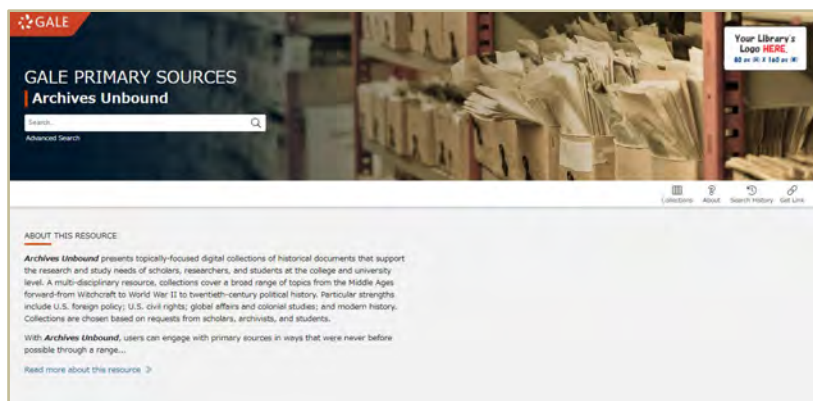 GALE
Your Library's
Logo HERE.
80 px (H) X 160 px (W)
GALE PRIMARY SOURCES
Archives Unbound
Search...
Advanced Search
Collections About Search History Get Link
ABOUT THIS RESOURCE
Archives Unbound presents topically-focused digital collections of historical documents that support
the research and study needs of scholars, researchers, and students at the college and university
level. A multi-disciplinary resource, collections cover a broad range of topics from the Middle Ages
forward-from Witchcraft to World War II to twentieth-century political history. Particular strengths
include U.S. foreign policy; U.S. civil rights; global affairs and colonial studies; and modern history.
Collections are chosen based on requests from scholars, archivists, and students.
With Archives Unbound, users can engage with primary sources in ways that were never before
possible through a range...
Read more about this resource